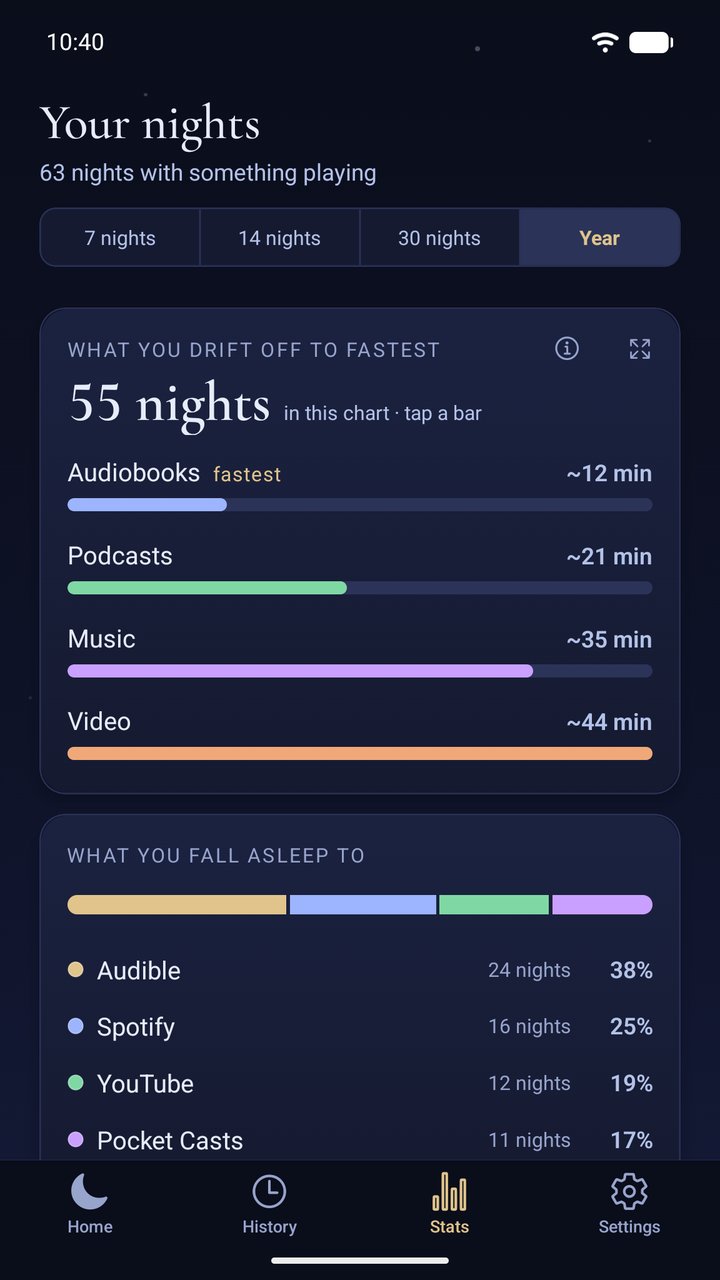 10:40
Your nights
63 nights with something playing
7 nights 14 nights 30 nights Year
WHAT YOU DRIFT OFF TO FASTEST
55 nights in this chart · tap a bar
Audiobooks fastest ~12 min
Podcasts ~21 min
Music ~35 min
Video ~44 min
WHAT YOU FALL ASLEEP TO
Audible 24 nights 38%
Spotify 16 nights 25%
YouTube 12 nights 19%
Pocket Casts 11 nights 17%
Home History Stats Settings